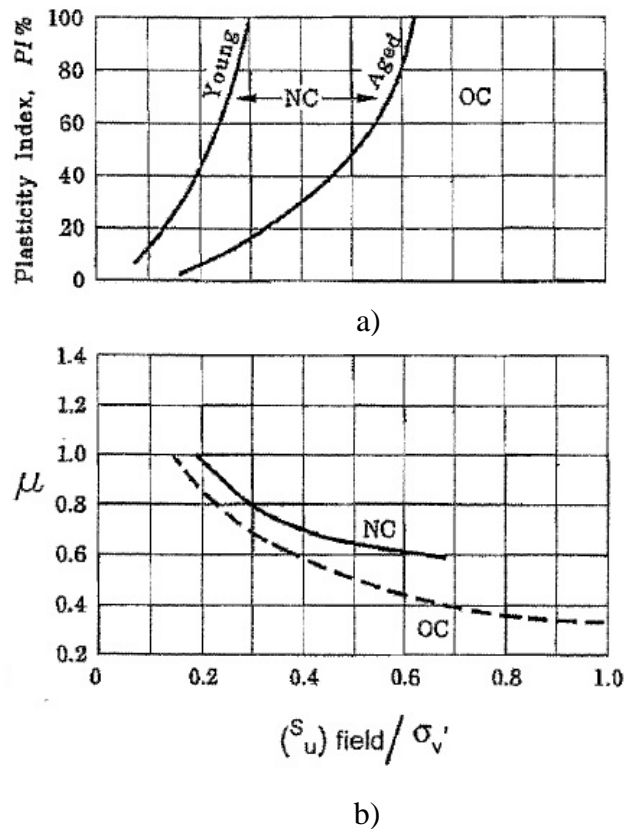 100
80
60
40
20
0
Plasticity Index, PI%
Young
NC
Aged
OC
a)
1.4
1.2
1.0
0.8
0.6
0.4
0.2
μ
NC
OC
0 0.2 0.4 0.6 0.8 1.0
(Su) field / σv'
b)